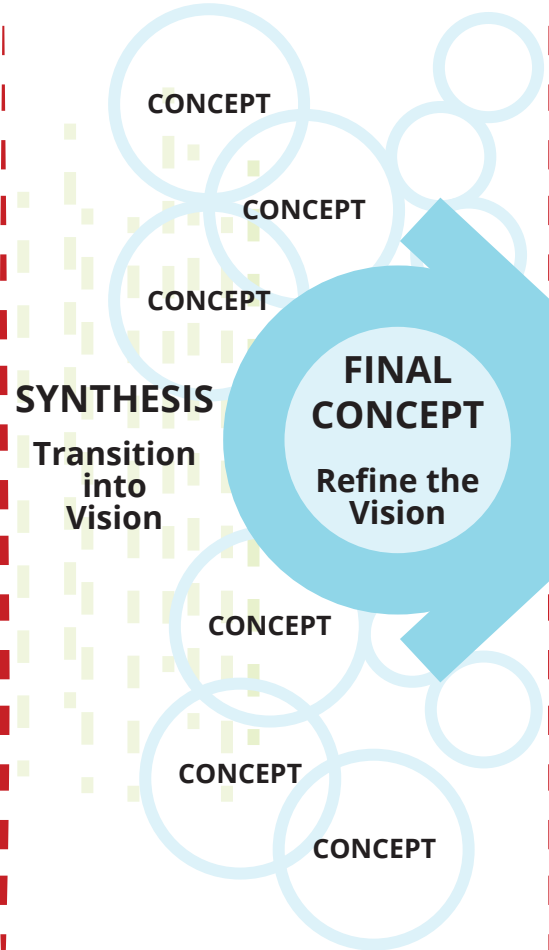 CONCEPT
CONCEPT
CONCEPT
SYNTHESIS
Transition
into
Vision
FINAL
CONCEPT
Refine the
Vision
CONCEPT
CONCEPT
CONCEPT